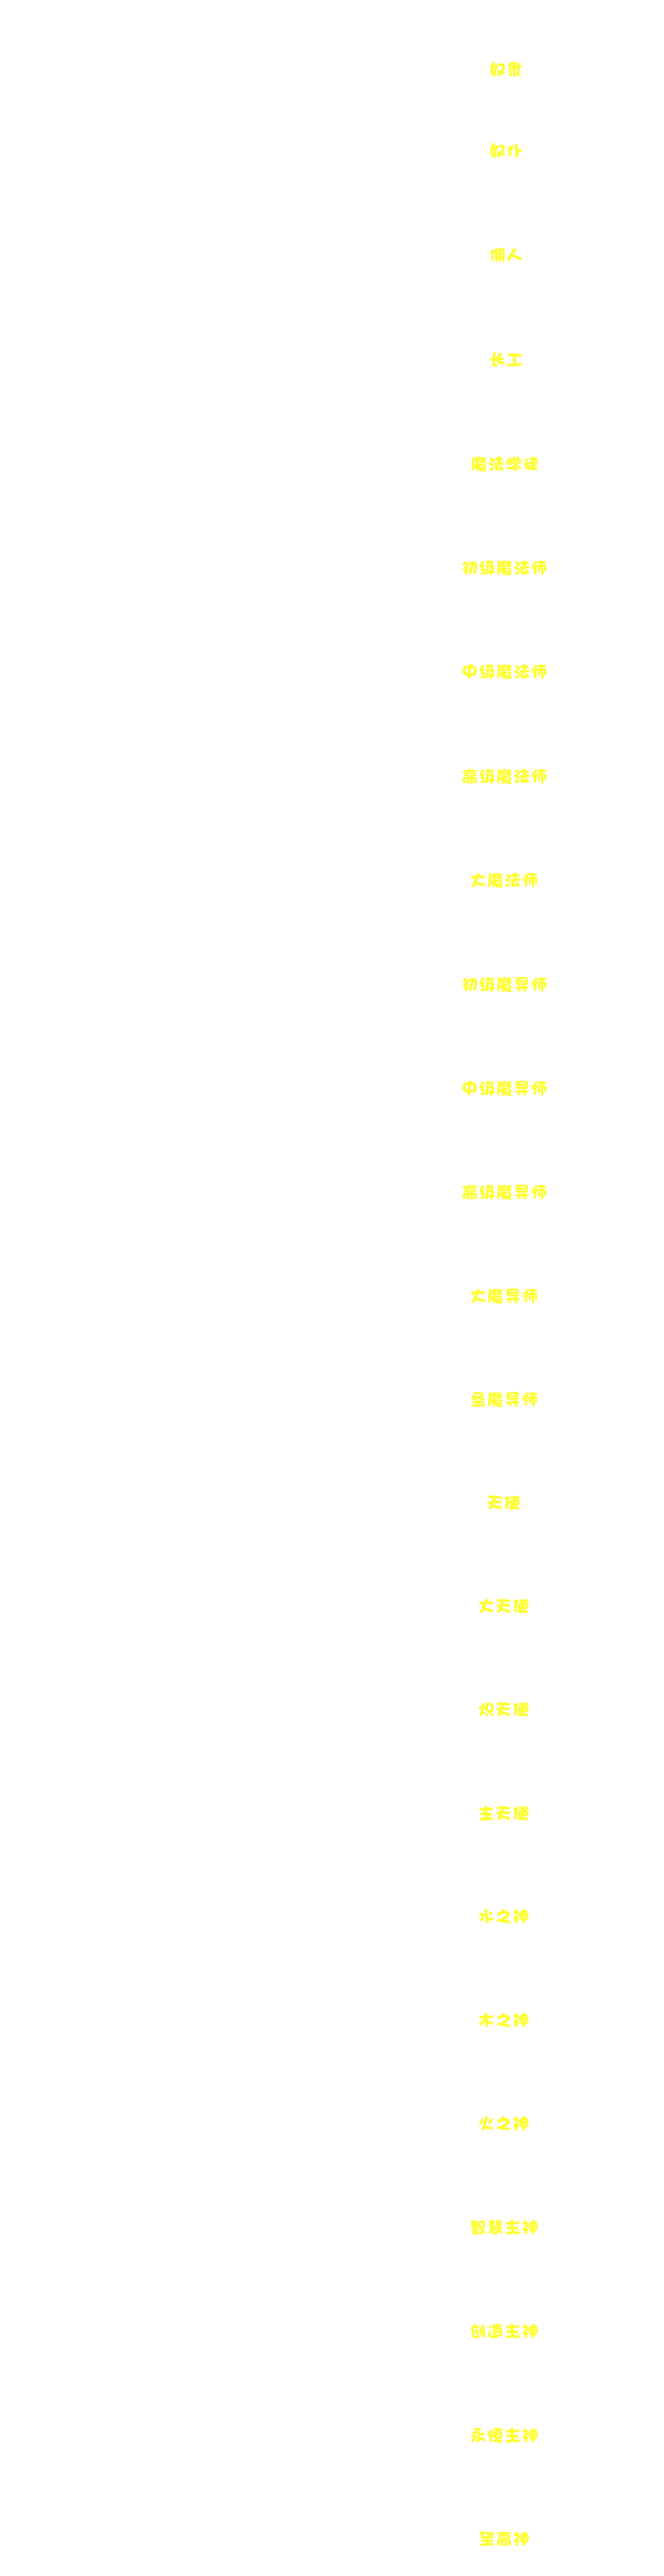 奴隶
奴仆
佣人
长工
魔法学徒
初级魔法师
中级魔法师
高级魔法师
大魔法师
初级魔导师
中级魔导师
高级魔导师
大魔导师
圣魔导师
天使
大天使
炽天使
主天使
水之神
木之神
火之神
智慧主神
创造主神
永恒主神
至高神